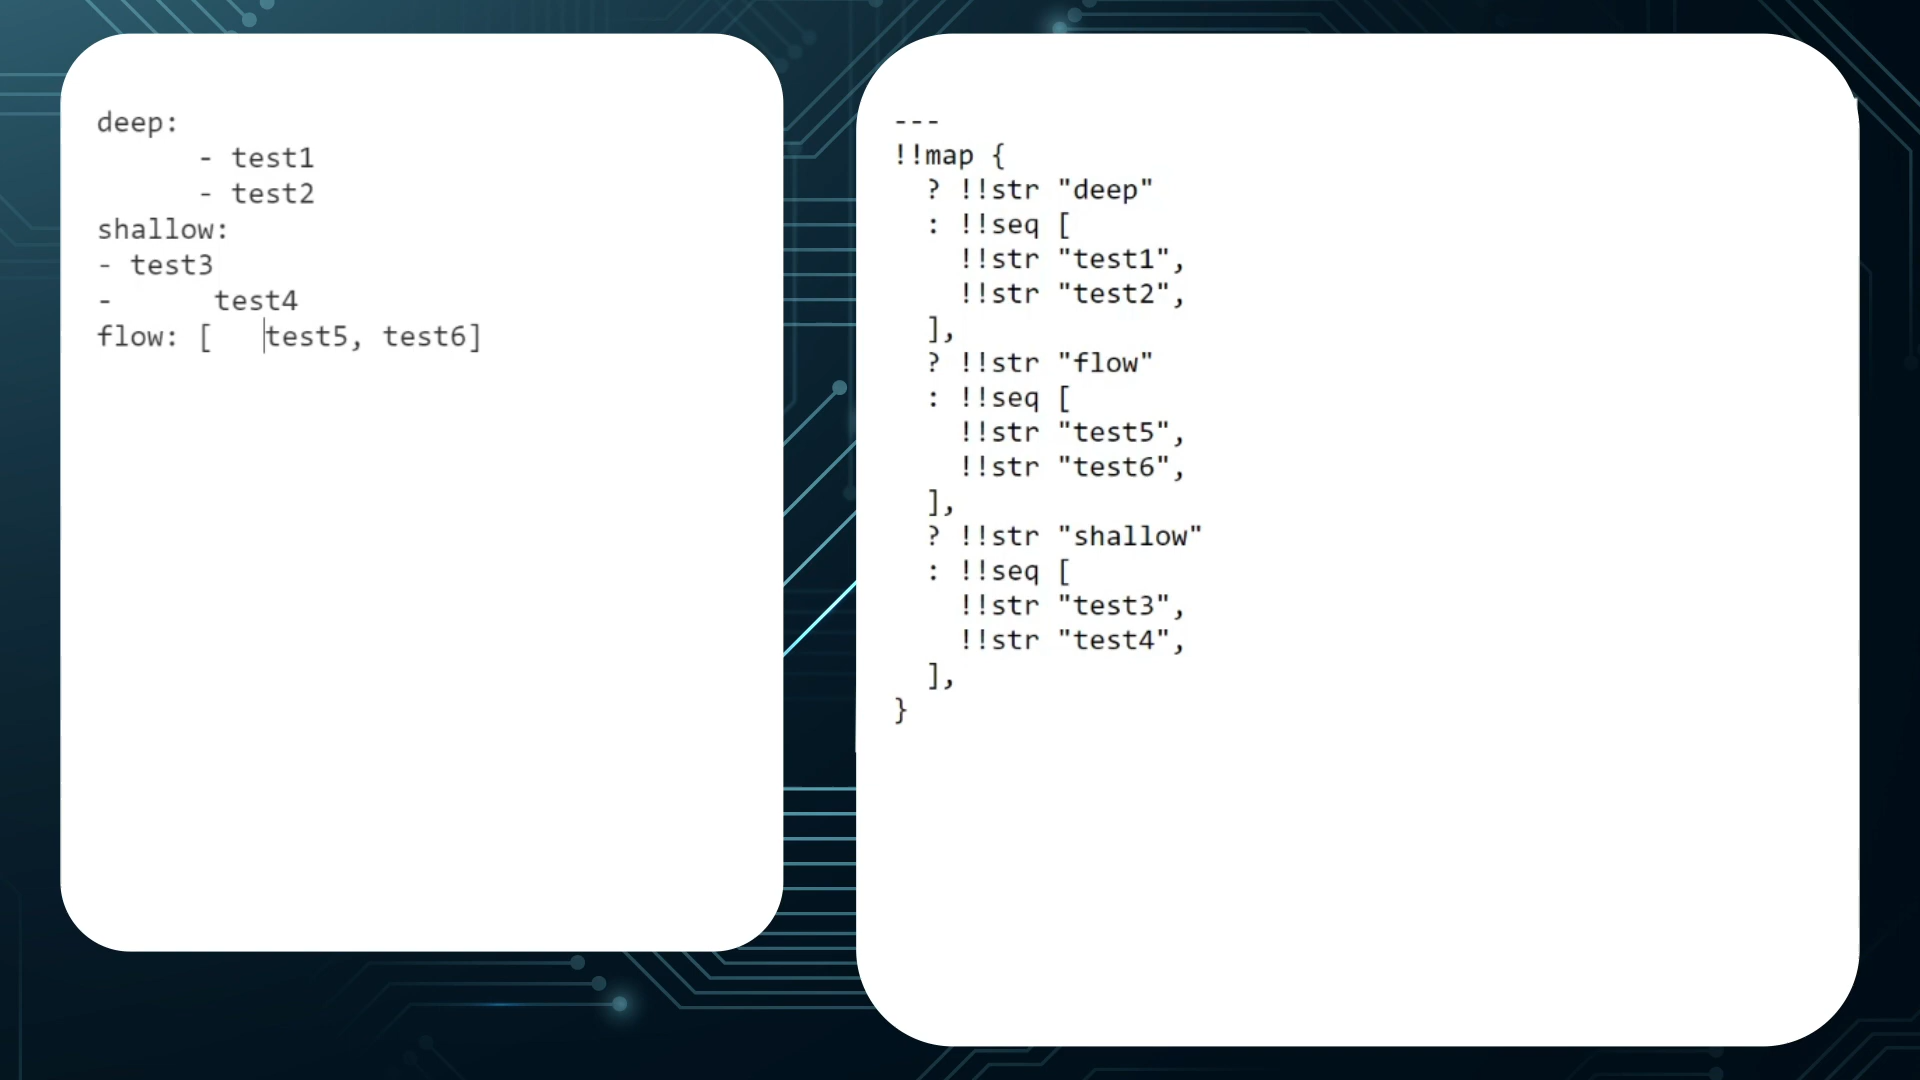 deep:
      - test1
      - test2
shallow:
- test3
-      test4
flow: [   test5, test6]
---
!!map {
  ? !!str "deep"
  : !!seq [
    !!str "test1",
    !!str "test2",
  ],
  ? !!str "flow"
  : !!seq [
    !!str "test5",
    !!str "test6",
  ],
  ? !!str "shallow"
  : !!seq [
    !!str "test3",
    !!str "test4",
  ],
}